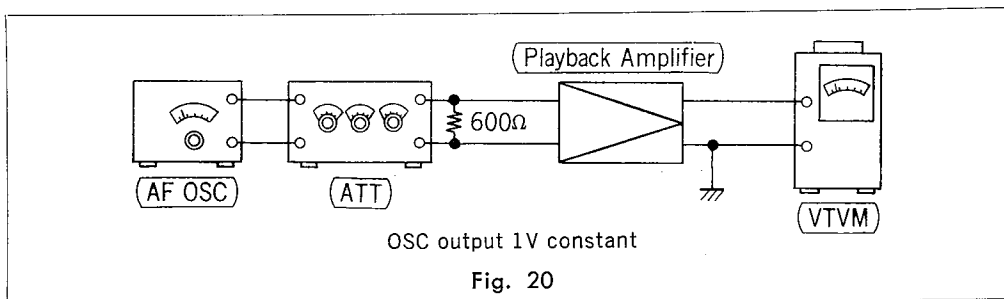 Playback Amplifier
600Ω
AF OSC
ATT
VTVM
OSC output 1V constant
Fig. 20